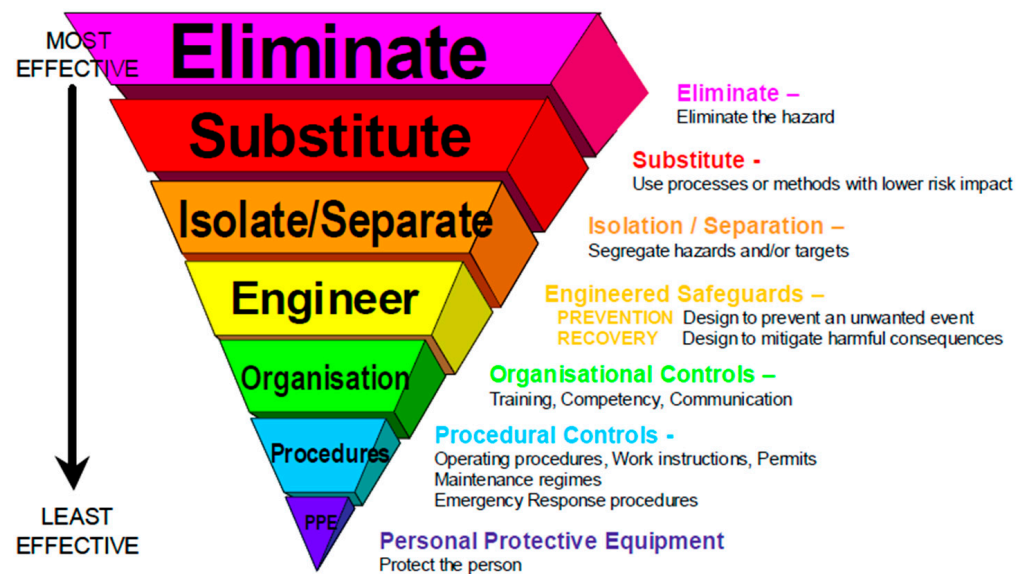 MOST
EFFECTIVE
Eliminate
Substitute
Isolate/Separate
Engineer
Organisation
Procedures
PPE
LEAST
EFFECTIVE
Eliminate –
Eliminate the hazard
Substitute -
Use processes or methods with lower risk impact
Isolation / Separation –
Segregate hazards and/or targets
Engineered Safeguards –
PREVENTION Design to prevent an unwanted event
RECOVERY Design to mitigate harmful consequences
Organisational Controls –
Training, Competency, Communication
Procedural Controls -
Operating procedures, Work instructions, Permits
Maintenance regimes
Emergency Response procedures
Personal Protective Equipment
Protect the person